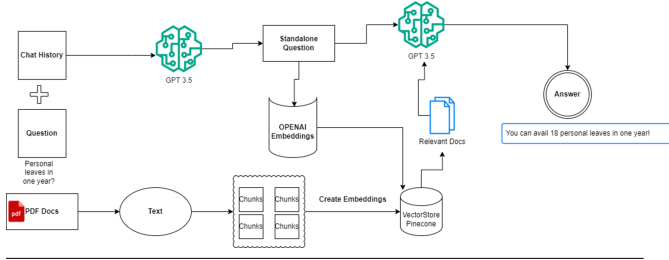 Chat History
GPT 3.5
Standalone
Question
GPT 3.5
Answer
Question
Personal
leaves in
one year?
OPENAI
Embeddings
Relevant Docs
You can avail 18 personal leaves in one year!
pdf
PDF Docs
Text
Chunks
Chunks
Chunks
Chunks
Create Embeddings
VectorStore
Pinecone